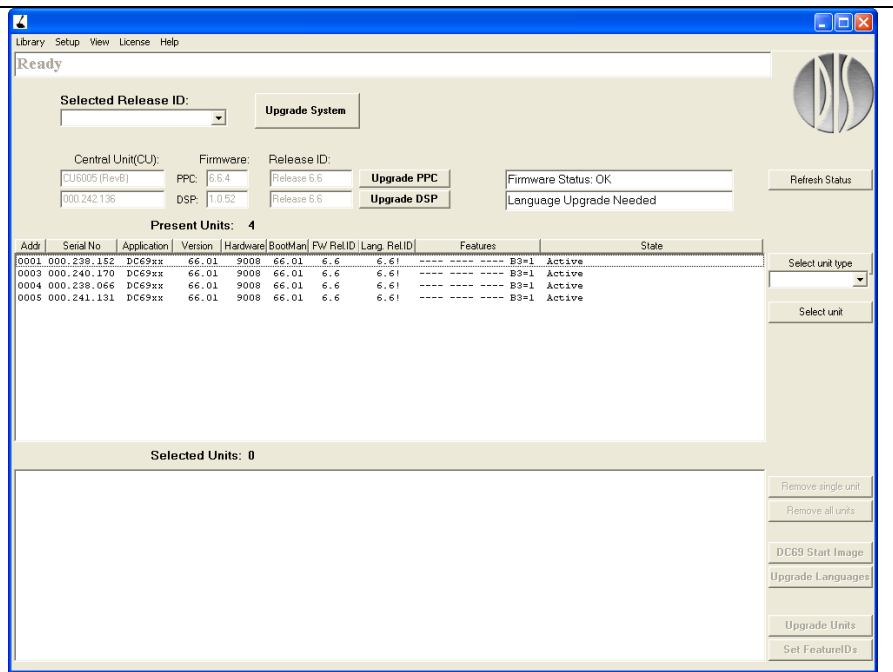 Library Setup View License Help
Ready
DIS
Selected Release ID:
Upgrade System
Central Unit(CU): Firmware: Release ID:
CU6005 (RevB) PPC: 6.6.4 Release 6.6 Upgrade PPC Firmware Status: OK Refresh Status
000.242.136 DSP: 1.0.52 Release 6.6 Upgrade DSP Language Upgrade Needed
Present Units: 4
Addr Serial No Application Version Hardware BootMan FW Rel.ID Lang. Rel.ID Features State
0001 000.238.152 DC69xx 66.01 9008 66.01 6.6 6.6! ---- ---- ---- B3=1 Active
0003 000.240.170 DC69xx 66.01 9008 66.01 6.6 6.6! ---- ---- ---- B3=1 Active
0004 000.238.066 DC69xx 66.01 9008 66.01 6.6 6.6! ---- ---- ---- B3=1 Active
0005 000.241.131 DC69xx 66.01 9008 66.01 6.6 6.6! ---- ---- ---- B3=1 Active
Select unit type
Select unit
Selected Units: 0
Remove single unit
Remove all units
DC69 Start Image
Upgrade Languages
Upgrade Units
Set FeatureIDs